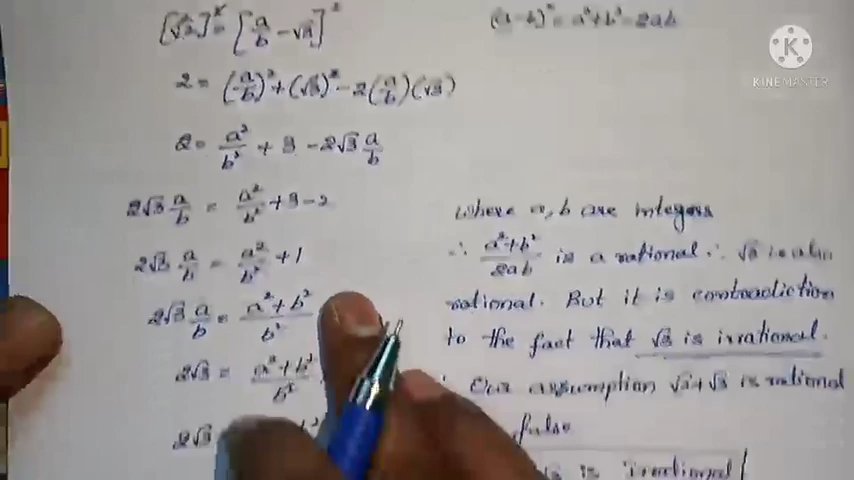 [√2]² = [a/b - √3]²
2 = (a/b)² + (√3)² - 2(a/b)(√3)
2 = a²/b² + 3 - 2√3 a/b
2√3 a/b = a²/b² + 3 - 2
2√3 a/b = a²/b² + 1
2√3 a/b = a²+b²/b²
2√3 = a²+b²/b²
2√3
(a-b)² = a²+b²-2ab
where a, b are integers
∴ a²+b²/2ab is a rational ∴ √3 is also
rational. But it is contradiction
to the fact that √3 is irrational.
Our assumption √2+√3 is rational
false
is irrational
K
KINEMASTER